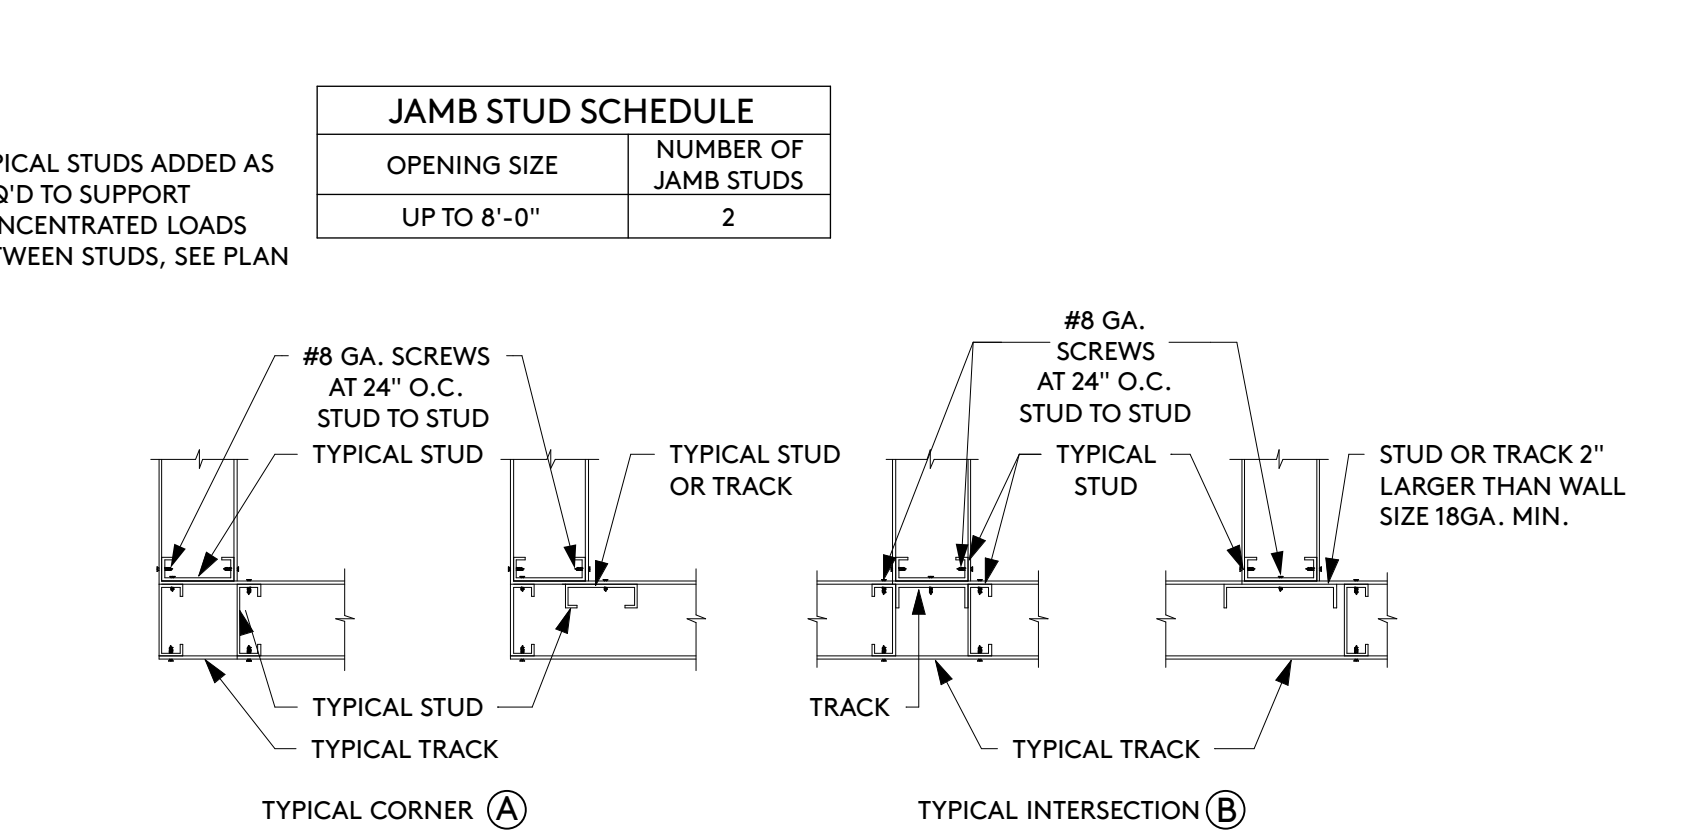 JAMB STUD SCHEDULE
OPENING SIZE
NUMBER OF
JAMB STUDS
UP TO 8'-0"
2
STUDS ADDED AS
TO SUPPORT
LOADS
STUDS, SEE PLAN
#8 GA. SCREWS
AT 24" O.C.
STUD TO STUD
TYPICAL STUD
TYPICAL STUD
OR TRACK
TYPICAL STUD
TYPICAL TRACK
TYPICAL CORNER A
#8 GA.
SCREWS
AT 24" O.C.
STUD TO STUD
TYPICAL
STUD
STUD OR TRACK 2"
LARGER THAN WALL
SIZE 18GA. MIN.
TRACK
TYPICAL TRACK
TYPICAL INTERSECTION B